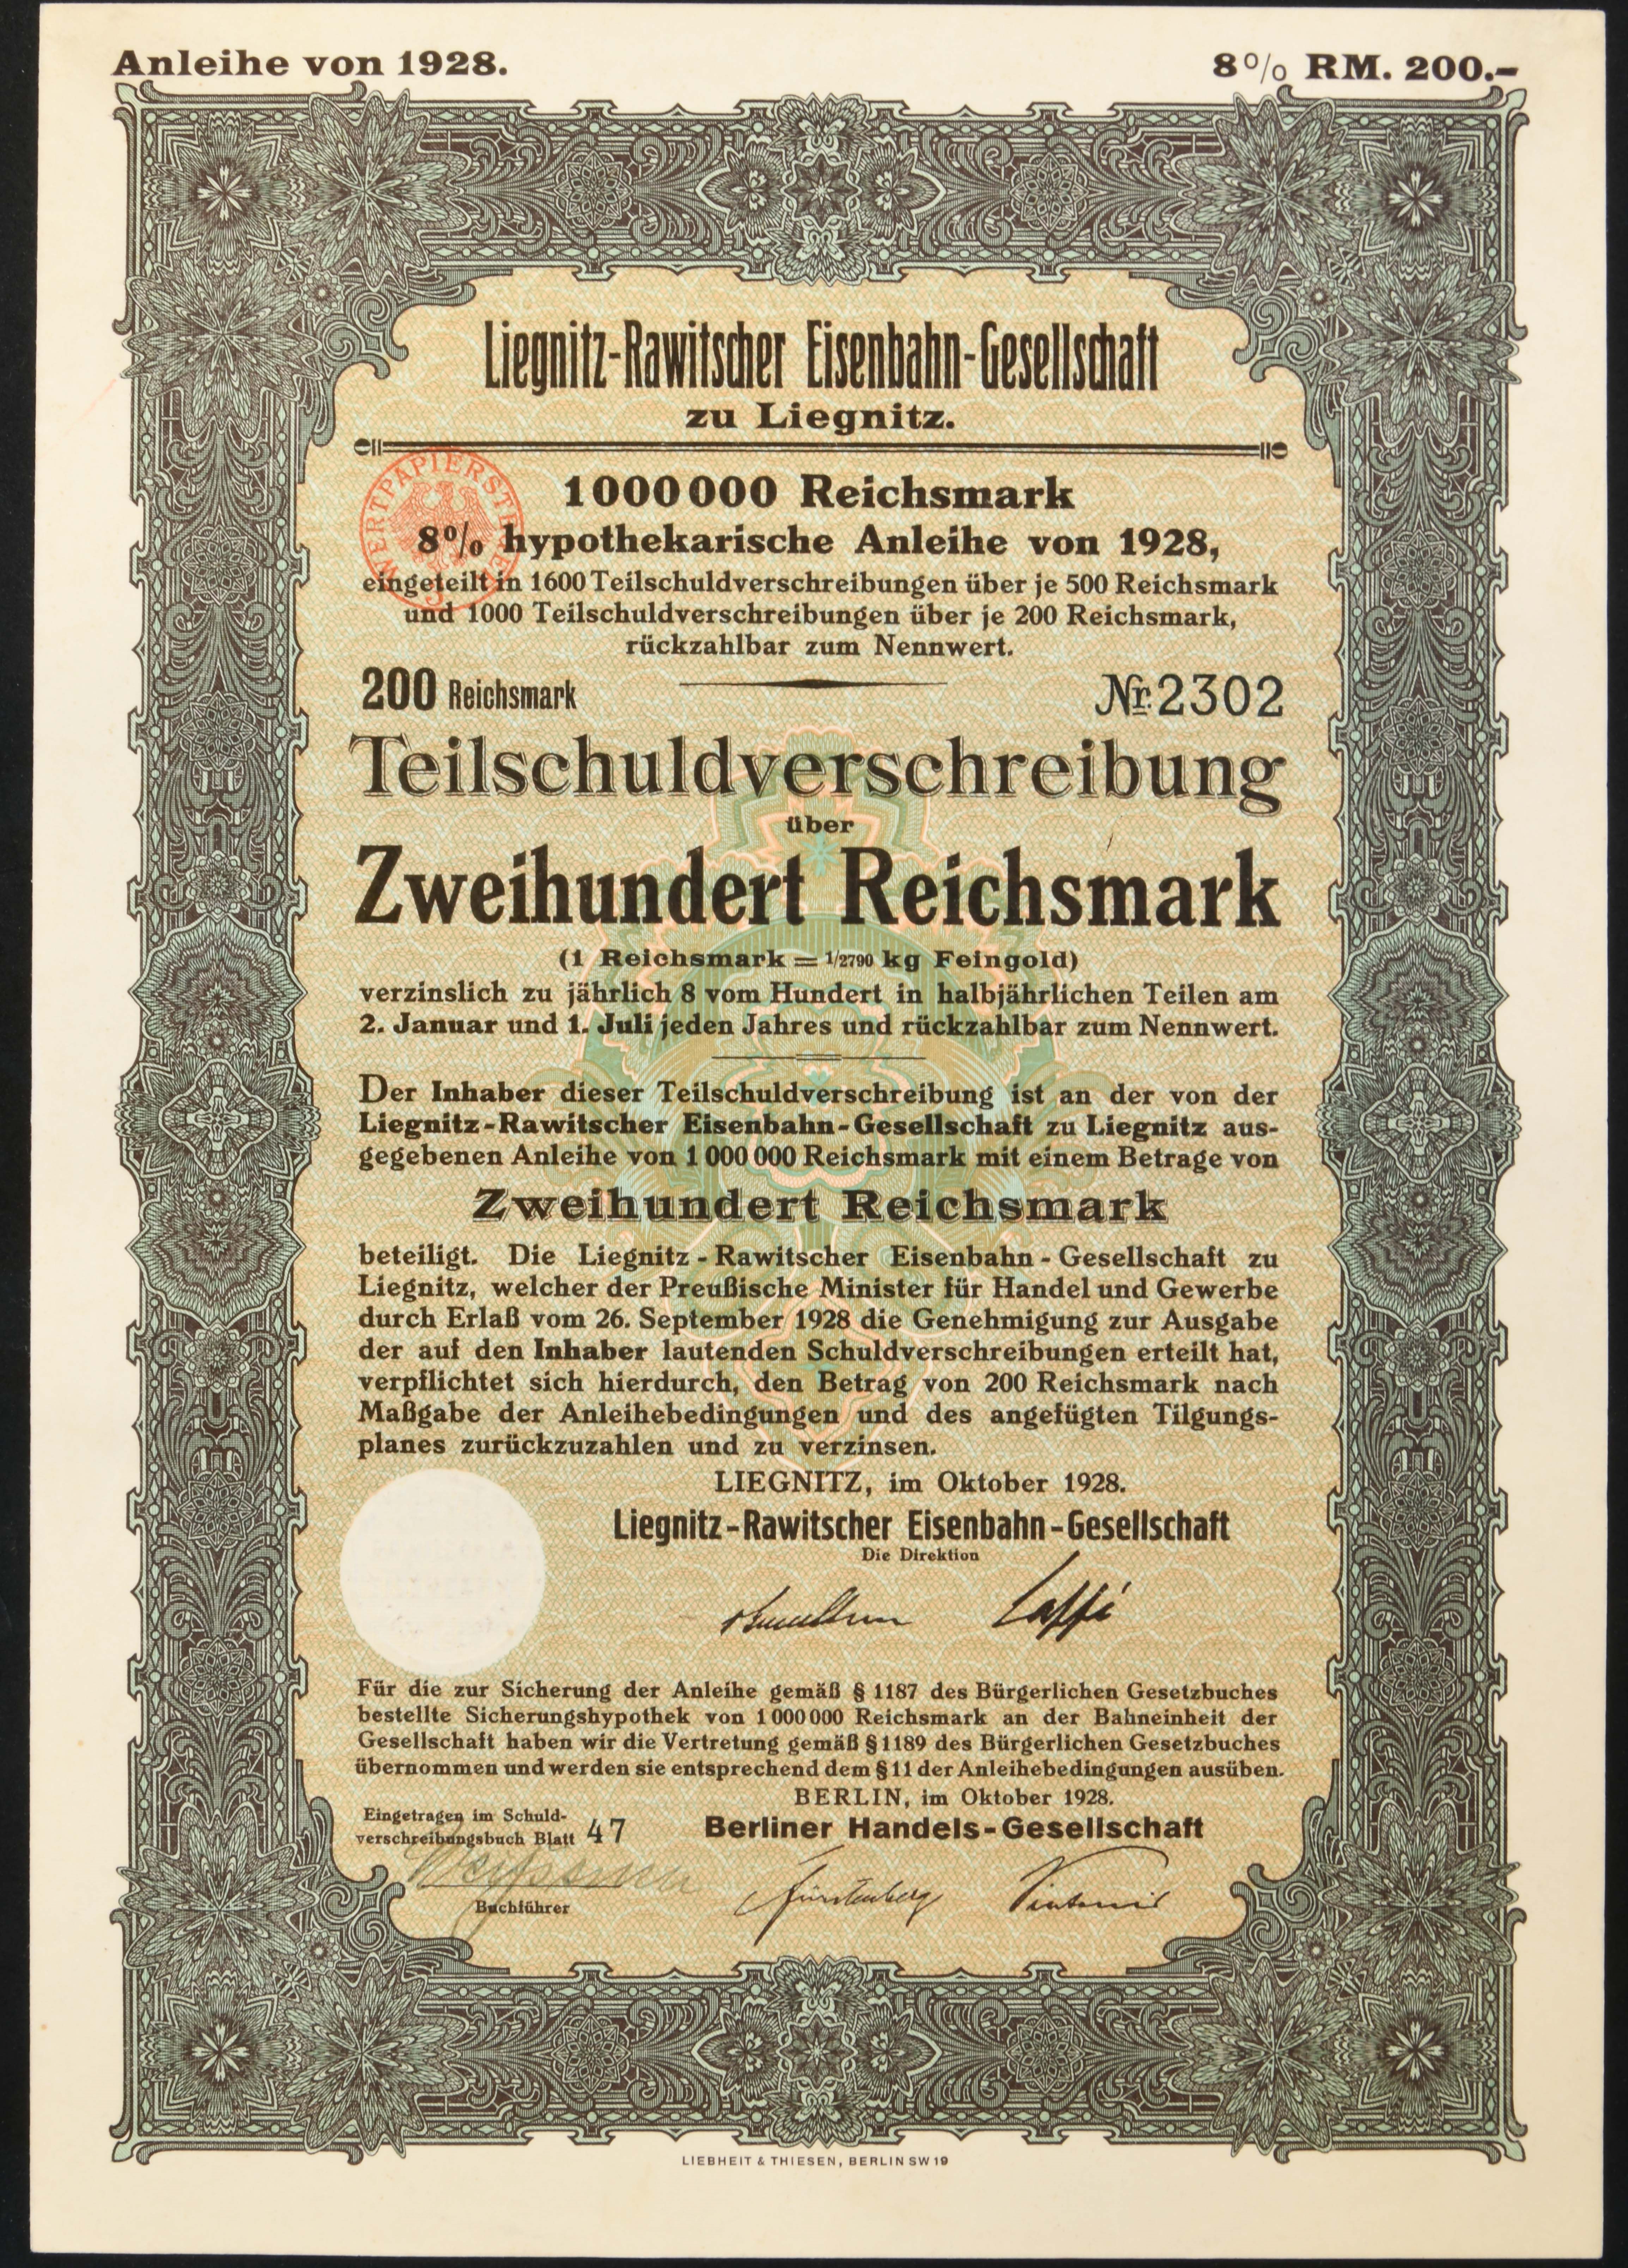 Anleihe von 1928.
8% RM. 200.-
Liegnitz-Rawitscher Eisenbahn-Gesellschaft
zu Liegnitz.
WERTPAPIERSTEUER
1000000 Reichsmark
8% hypothekarische Anleihe von 1928,
eingeteilt in 1600 Teilschuldverschreibungen über je 500 Reichsmark
und 1000 Teilschuldverschreibungen über je 200 Reichsmark,
rückzahlbar zum Nennwert.
200 Reichsmark
Nr. 2302
Teilschuldverschreibung
über
Zweihundert Reichsmark
(1 Reichsmark = 1/2790 kg Feingold)
verzinslich zu jährlich 8 vom Hundert in halbjährlichen Teilen am
2. Januar und 1. Juli jeden Jahres und rückzahlbar zum Nennwert.
Der Inhaber dieser Teilschuldverschreibung ist an der von der
Liegnitz-Rawitscher Eisenbahn-Gesellschaft zu Liegnitz aus-
gegebenen Anleihe von 1000000 Reichsmark mit einem Betrage von
Zweihundert Reichsmark
beteiligt. Die Liegnitz-Rawitscher Eisenbahn-Gesellschaft zu
Liegnitz, welcher der Preußische Minister für Handel und Gewerbe
durch Erlaß vom 26. September 1928 die Genehmigung zur Ausgabe
der auf den Inhaber lautenden Schuldverschreibungen erteilt hat,
verpflichtet sich hierdurch, den Betrag von 200 Reichsmark nach
Maßgabe der Anleihebedingungen und des angefügten Tilgungs-
planes zurückzuzahlen und zu verzinsen.
LIEGNITZ, im Oktober 1928.
Liegnitz-Rawitscher Eisenbahn-Gesellschaft
Die Direktion
Für die zur Sicherung der Anleihe gemäß § 1187 des Bürgerlichen Gesetzbuches
bestellte Sicherungshypothek von 1000000 Reichsmark an der Bahneinheit der
Gesellschaft haben wir die Vertretung gemäß § 1189 des Bürgerlichen Gesetzbuches
übernommen und werden sie entsprechend dem § 11 der Anleihebedingungen ausüben.
BERLIN, im Oktober 1928.
Eingetragen im Schuld-
verschreibungsbuch Blatt 47
Berliner Handels-Gesellschaft
Fürstenberg
Buchführer
LIEBHEIT & THIESEN, BERLIN SW 19